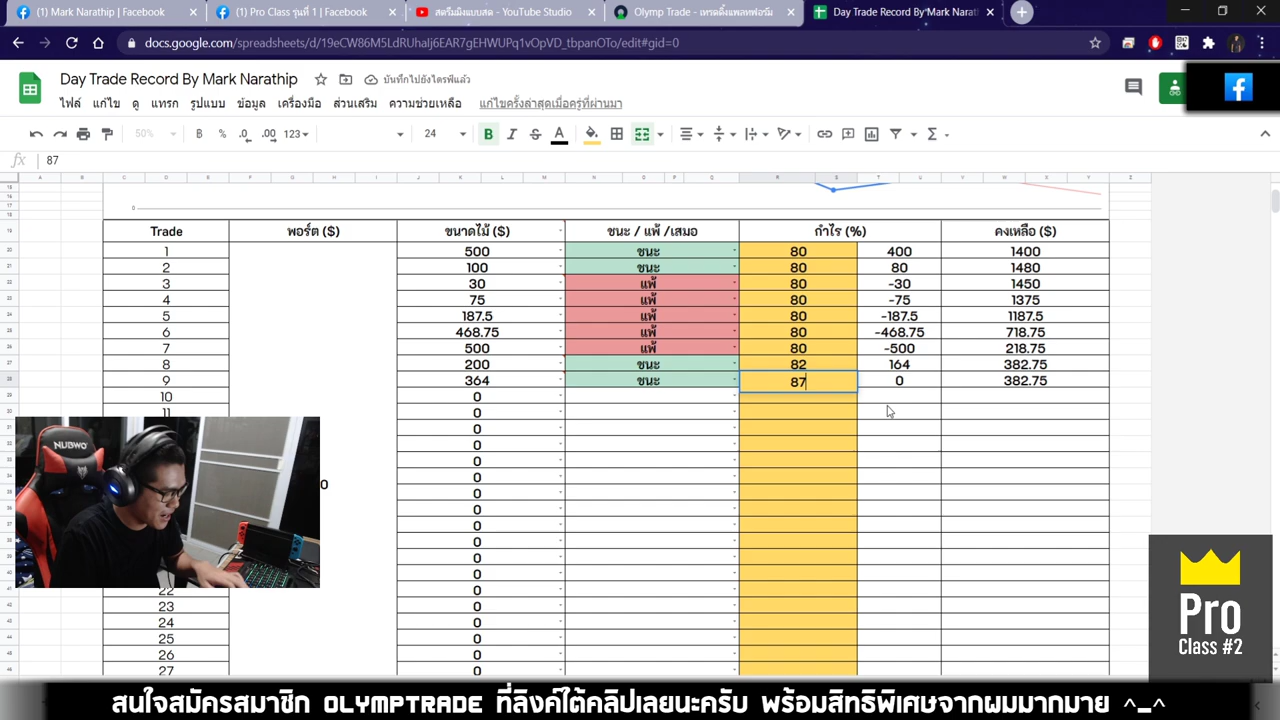 (1) Mark Narathip | Facebook
(1) Pro Class รุ่นที่ 1 | Facebook
สตรีมมิงแบบสด - YouTube Studio
Olymp Trade - เทรดดิ้งแพลทฟอร์ม
Day Trade Record By Mark Narath
docs.google.com/spreadsheets/d/19eCW86M5LdRUhaIj6EAR7gEHWUPq1vOpVD_tbpanOTo/edit#gid=0
Day Trade Record By Mark Narathip
บันทึกไปยังไดรฟ์แล้ว
ไฟล์ แก้ไข ดู แทรก รูปแบบ ข้อมูล เครื่องมือ ส่วนเสริม ความช่วยเหลือ แก้ไขครั้งล่าสุดเมื่อครู่ที่ผ่านมา
50% % .0 .00 123 24 B I S A Σ
fx 87
0
Trade พอร์ต ($) ขนาดไม้ ($) ชนะ / แพ้ /เสมอ กำไร (%) คงเหลือ ($)
1 500 ชนะ 80 400 1400
2 100 ชนะ 80 80 1480
3 30 แพ้ 80 -30 1450
4 75 แพ้ 80 -75 1375
5 187.5 แพ้ 80 -187.5 1187.5
6 468.75 แพ้ 80 -468.75 718.75
7 500 แพ้ 80 -500 218.75
8 200 ชนะ 82 164 382.75
9 364 ชนะ 87 0 382.75
10 0
11 0
0
0
0
0
0 0
0
0
0
0
0
22 0
23 0
24 0
25 0
26 0
27 0
NUBWO
Pro
Class #2
สนใจสมัครสมาชิก OLYMPTRADE ที่ลิงค์ใต้คลิปเลยนะครับ พร้อมสิทธิพิเศษจากผมมากมาย ^_^